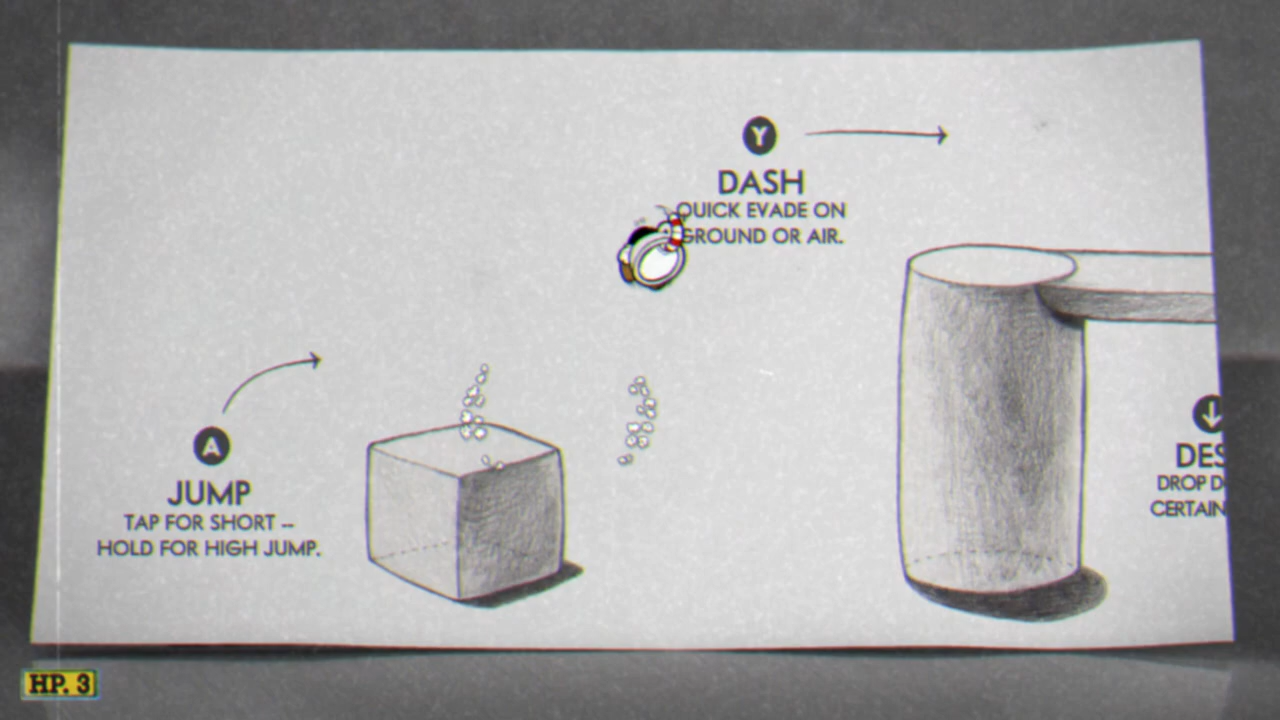 Y
DASH
QUICK EVADE ON
GROUND OR AIR.
A
JUMP
TAP FOR SHORT --
HOLD FOR HIGH JUMP.
DES
DROP D
CERTAIN
HP. 3